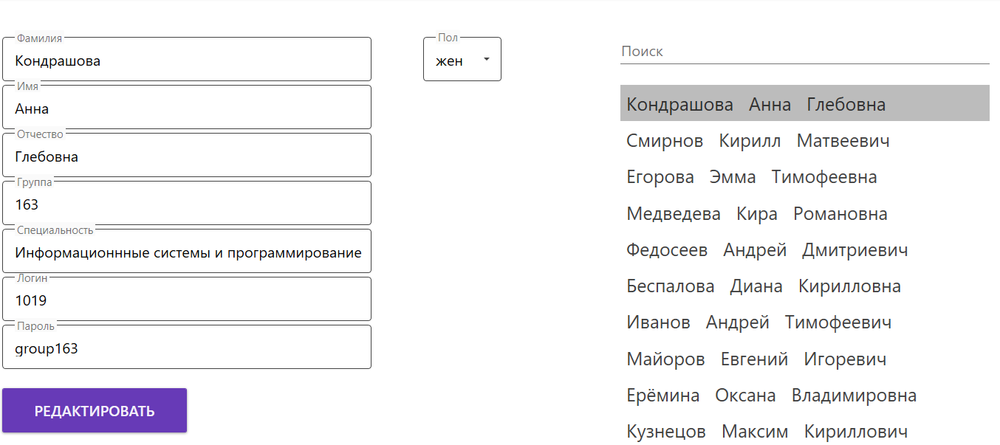 Фамилия
Кондрашова
Имя
Анна
Отчество
Глебовна
Группа
163
Специальность
Информационнные системы и программирование
Логин
1019
Пароль
group163
РЕДАКТИРОВАТЬ
Пол
жен
Поиск
Кондрашова Анна Глебовна
Смирнов Кирилл Матвеевич
Егорова Эмма Тимофеевна
Медведева Кира Романовна
Федосеев Андрей Дмитриевич
Беспалова Диана Кирилловна
Иванов Андрей Тимофеевич
Майоров Евгений Игоревич
Ерёмина Оксана Владимировна
Кузнецов Максим Кириллович